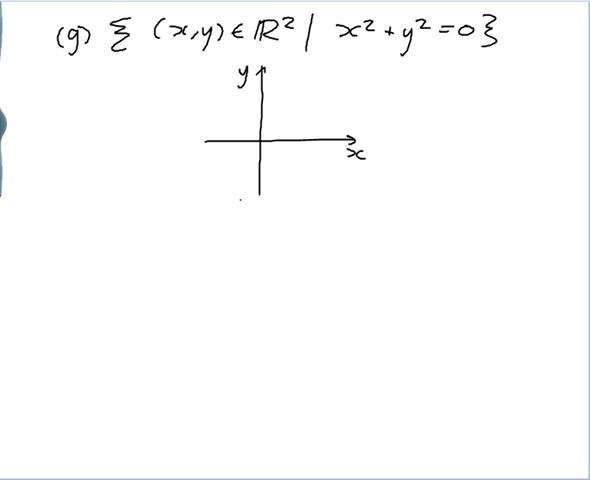 (g) { (x,y) ∈ ℝ² | x² + y² = 0 }
y
x